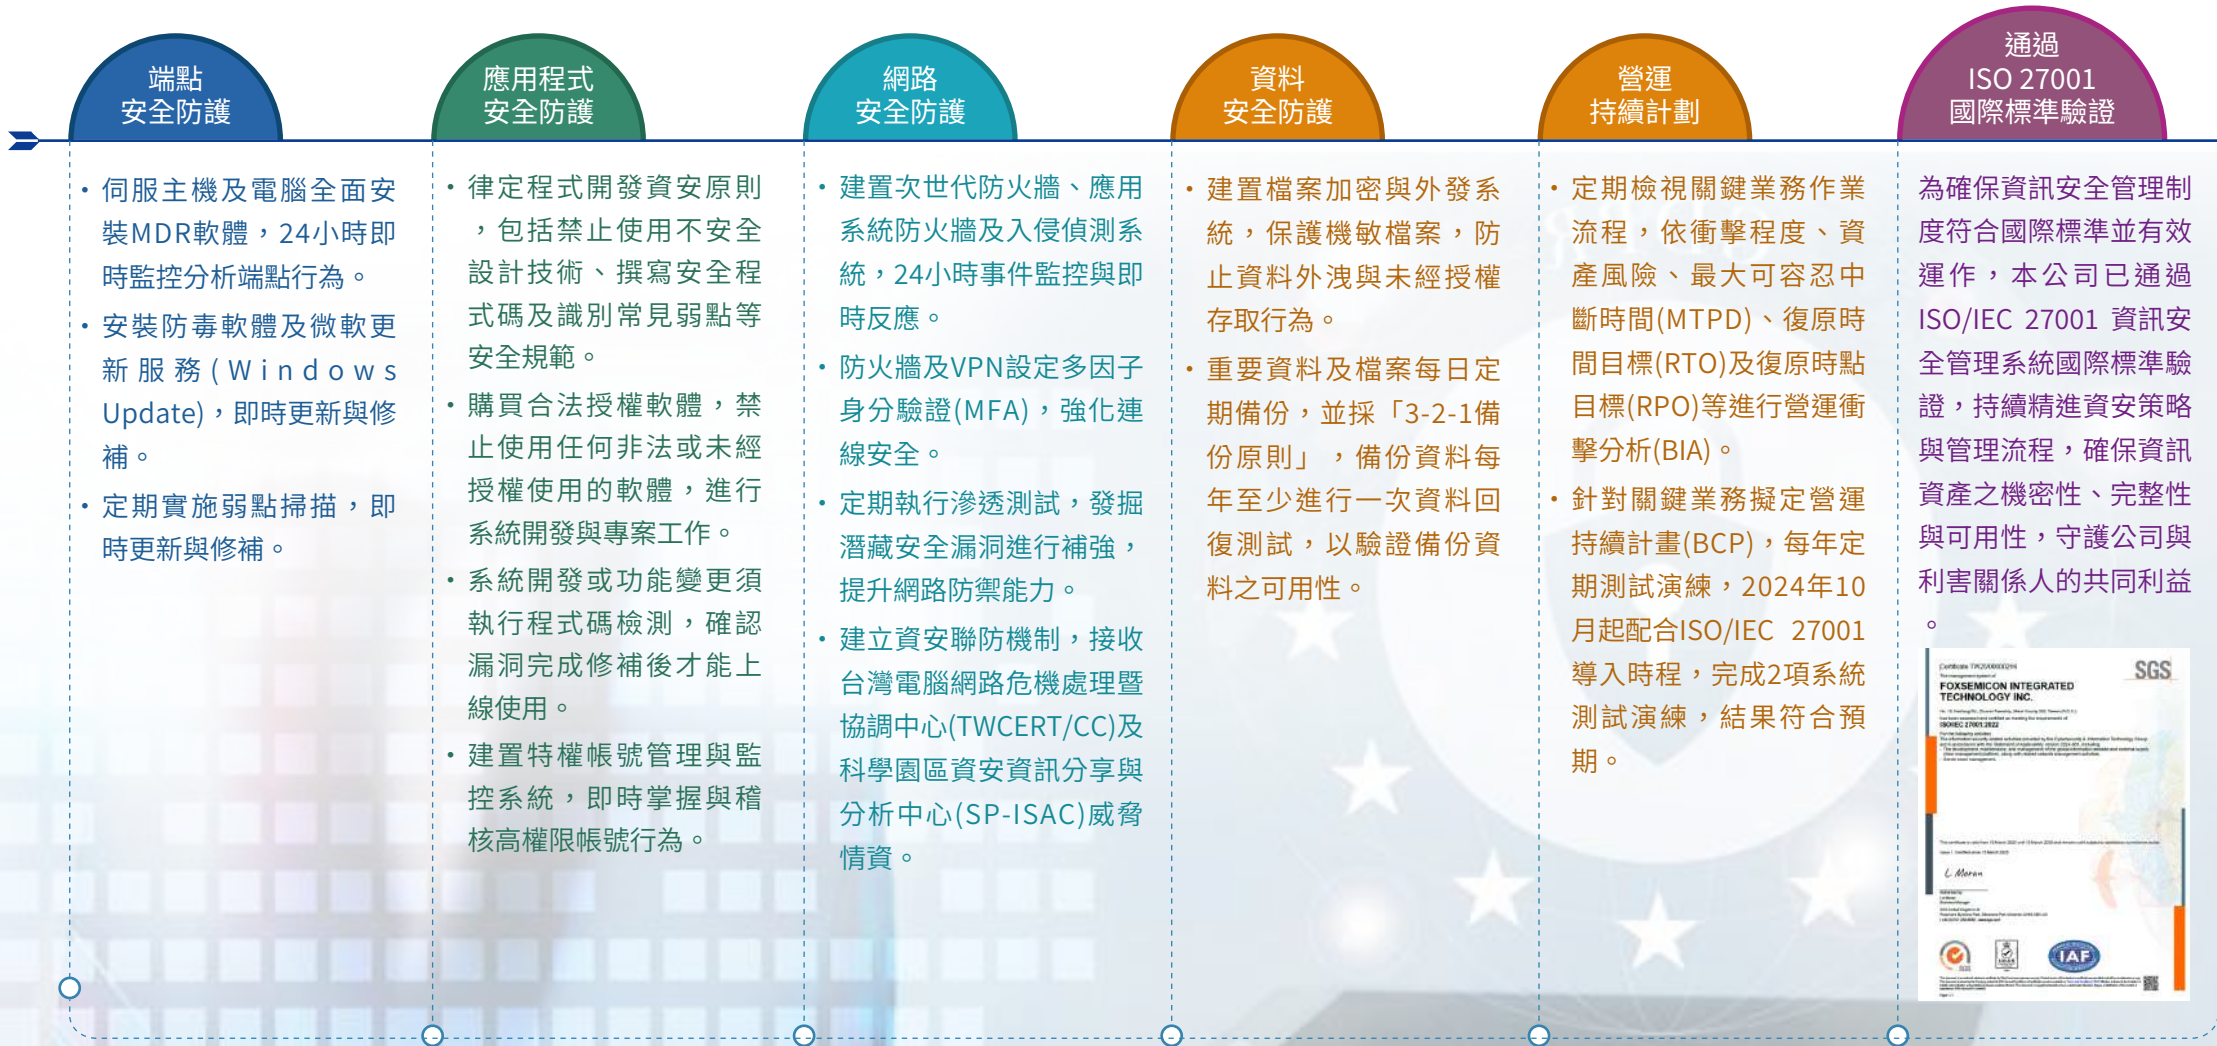 端點
安全防護
伺服主機及電腦全面安
裝MDR軟體，24小時即
時監控分析端點行為。
安裝防毒軟體及微軟更
新服務(Windows
Update)，即時更新與修
補。
定期實施弱點掃描，即
時更新與修補。
應用程式
安全防護
律定程式開發資安原則
，包括禁止使用不安全
設計技術、撰寫安全程
式碼及識別常見弱點等
安全規範。
購買合法授權軟體，禁
止使用任何非法或未經
授權使用的軟體，進行
系統開發與專案工作。
系統開發或功能變更須
執行程式碼檢測，確認
漏洞完成修補後才能上
線使用。
建置特權帳號管理與監
控系統，即時掌握與稽
核高權限帳號行為。
網路
安全防護
建置次世代防火牆、應用
系統防火牆及入侵偵測系
統，24小時事件監控與即
時反應。
防火牆及VPN設定多因子
身分驗證(MFA)，強化連
線安全。
定期執行滲透測試，發掘
潛藏安全漏洞進行補強，
提升網路防禦能力。
建立資安聯防機制，接收
台灣電腦網路危機處理暨
協調中心(TWCERT/CC)及
科學園區資安資訊分享與
分析中心(SP-ISAC)威脅
情資。
資料
安全防護
建置檔案加密與外發系
統，保護機敏檔案，防
止資料外洩與未經授權
存取行為。
重要資料及檔案每日定
期備份，並採「3-2-1備
份原則」，備份資料每
年至少進行一次資料回
復測試，以驗證備份資
料之可用性。
營運
持續計劃
定期檢視關鍵業務作業
流程，依衝擊程度、資
產風險、最大可容忍中
斷時間(MTPD)、復原時
間目標(RTO)及復原時點
目標(RPO)等進行營運衝
擊分析(BIA)。
針對關鍵業務擬定營運
持續計畫(BCP)，每年定
期測試演練，2024年10
月起配合ISO/IEC 27001
導入時程，完成2項系統
測試演練，結果符合預
期。
通過
ISO 27001
國際標準驗證
為確保資訊安全管理制
度符合國際標準並有效
運作，本公司已通過
ISO/IEC 27001 資訊安
全管理系統國際標準驗
證，持續精進資安策略
與管理流程，確保資訊
資產之機密性、完整性
與可用性，守護公司與
利害關係人的共同利益
。
SGS
FOXSEMICON INTEGRATED
TECHNOLOGY INC.
ISO/IEC 27001:2022
L Moran
IAF